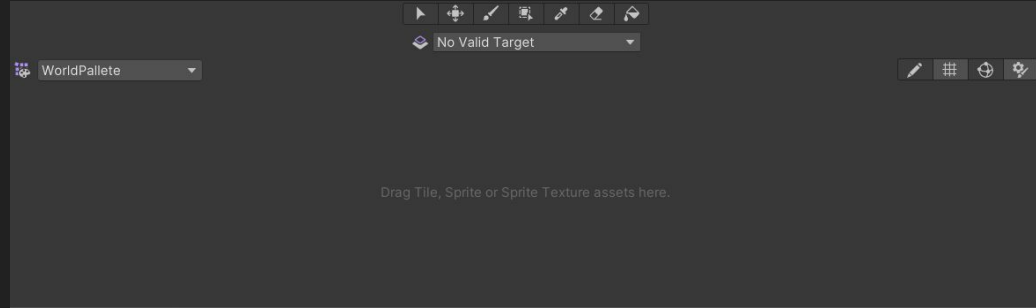 No Valid Target
WorldPallete
Drag Tile, Sprite or Sprite Texture assets here.